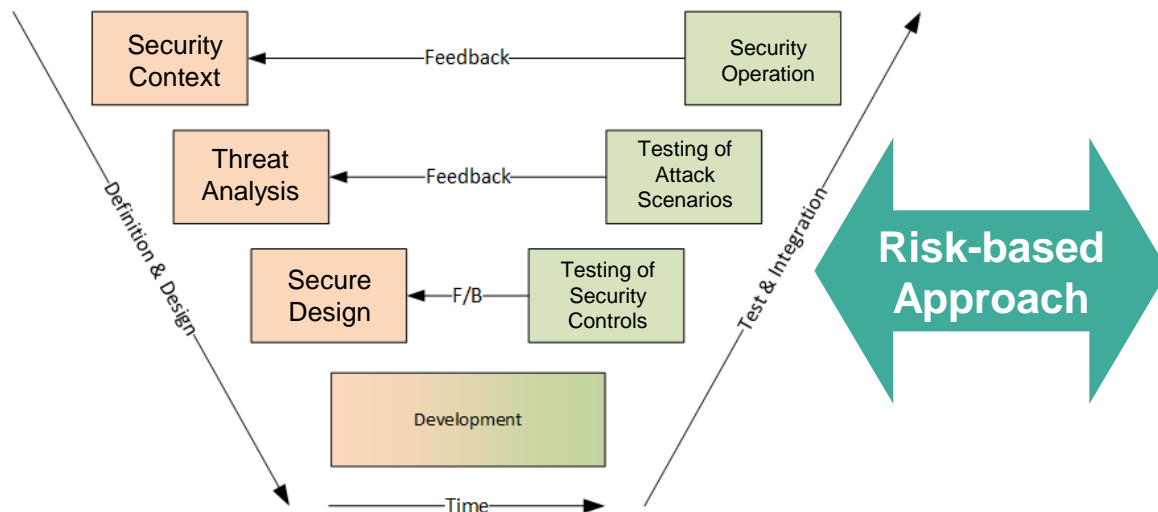 Security
Context
Feedback
Security
Operation
Threat
Analysis
Feedback
Testing of
Attack
Scenarios
Definition & Design
Test & Integration
Risk-based
Approach
Secure
Design
F/B
Testing of
Security
Controls
Development
Time